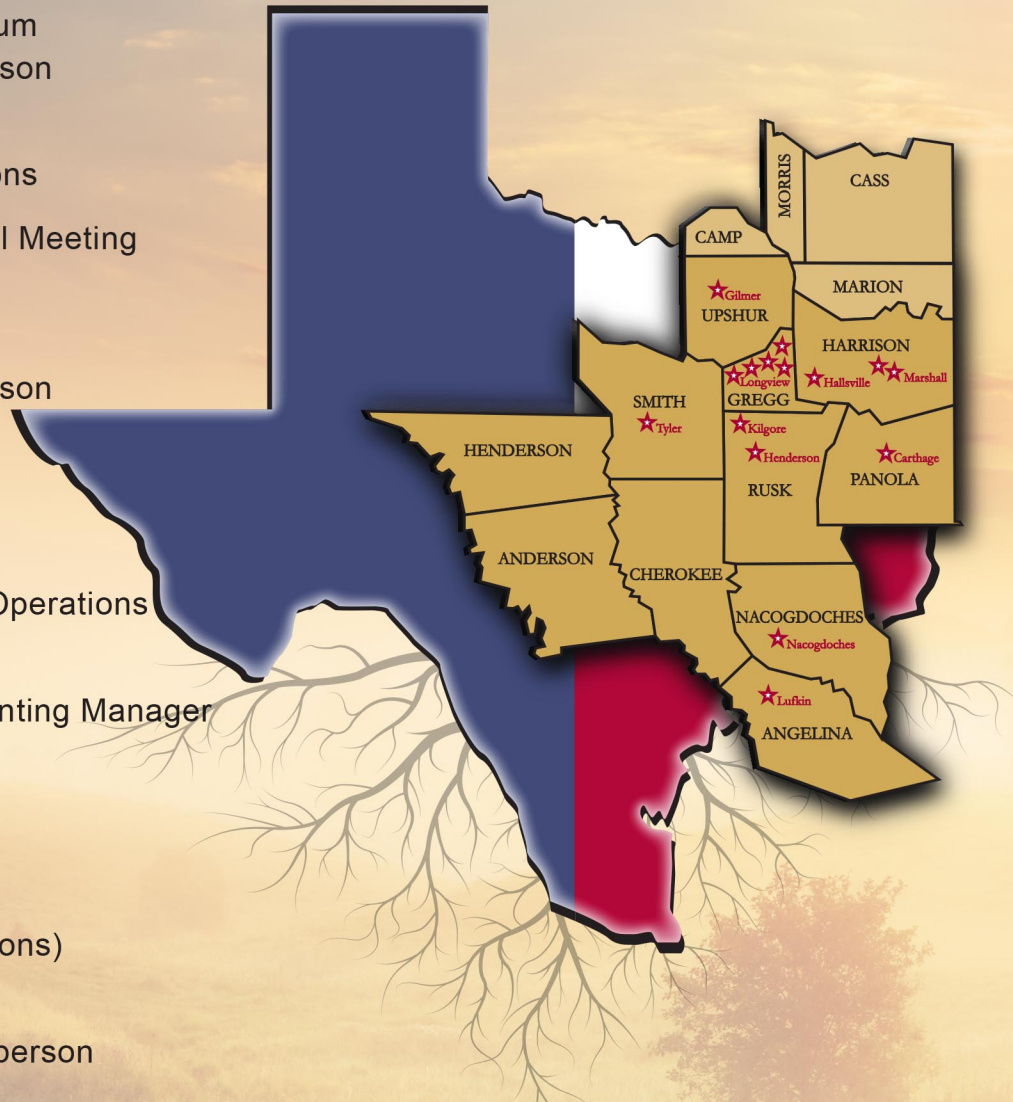 um
son
ons
l Meeting
son
Operations
nting Manager
ons)
person
MORRIS
CASS
CAMP
MARION
Gilmer
UPSHUR
HARRISON
Longview
Hallsville
Marshall
GREGG
SMITH
Tyler
Kilgore
HENDERSON
Henderson
Carthage
RUSK
PANOLA
ANDERSON
CHEROKEE
NACOGDOCHES
Nacogdoches
Lufkin
ANGELINA